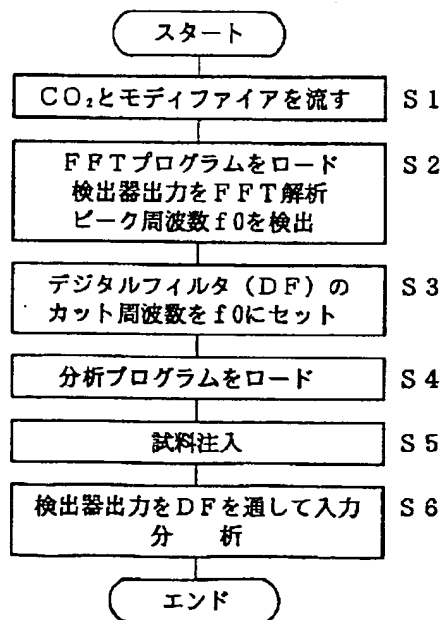 スタート
CO₂とモディファイアを流す S1
FFTプログラムをロード S2
検出器出力をFFT解析
ピーク周波数f0を検出
デジタルフィルタ(DF)の S3
カット周波数をf0にセット
分析プログラムをロード S4
試料注入 S5
検出器出力をDFを通して入力 S6
分 析
エンド